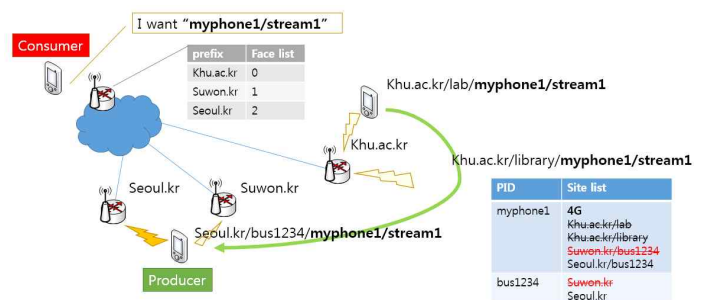 I want “myphone1/stream1”
Consumer
prefix Face list
Khu.ac.kr 0
Suwon.kr 1
Seoul.kr 2
Khu.ac.kr/lab/myphone1/stream1
Khu.ac.kr
Khu.ac.kr/library/myphone1/stream1
Seoul.kr
Suwon.kr
Seoul.kr/bus1234/myphone1/stream1
Producer
PID Site list
myphone1 4G
Khu.ac.kr/lab
Khu.ac.kr/library
Suwon.kr/bus1234
Seoul.kr/bus1234
bus1234 Suwon.kr
Seoul.kr